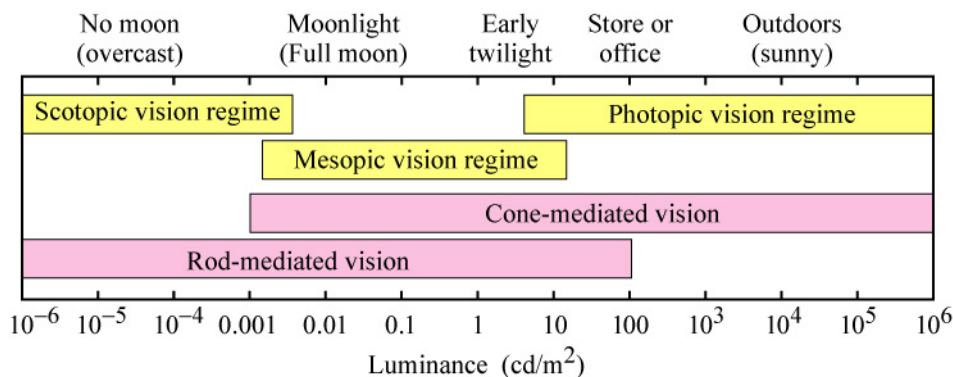 No moon
(overcast)
Moonlight
(Full moon)
Early
twilight
Store or
office
Outdoors
(sunny)
Scotopic vision regime
Photopic vision regime
Mesopic vision regime
Cone-mediated vision
Rod-mediated vision
10⁻⁶ 10⁻⁵ 10⁻⁴ 0.001 0.01 0.1 1 10 100 10³ 10⁴ 10⁵ 10⁶
Luminance (cd/m²)